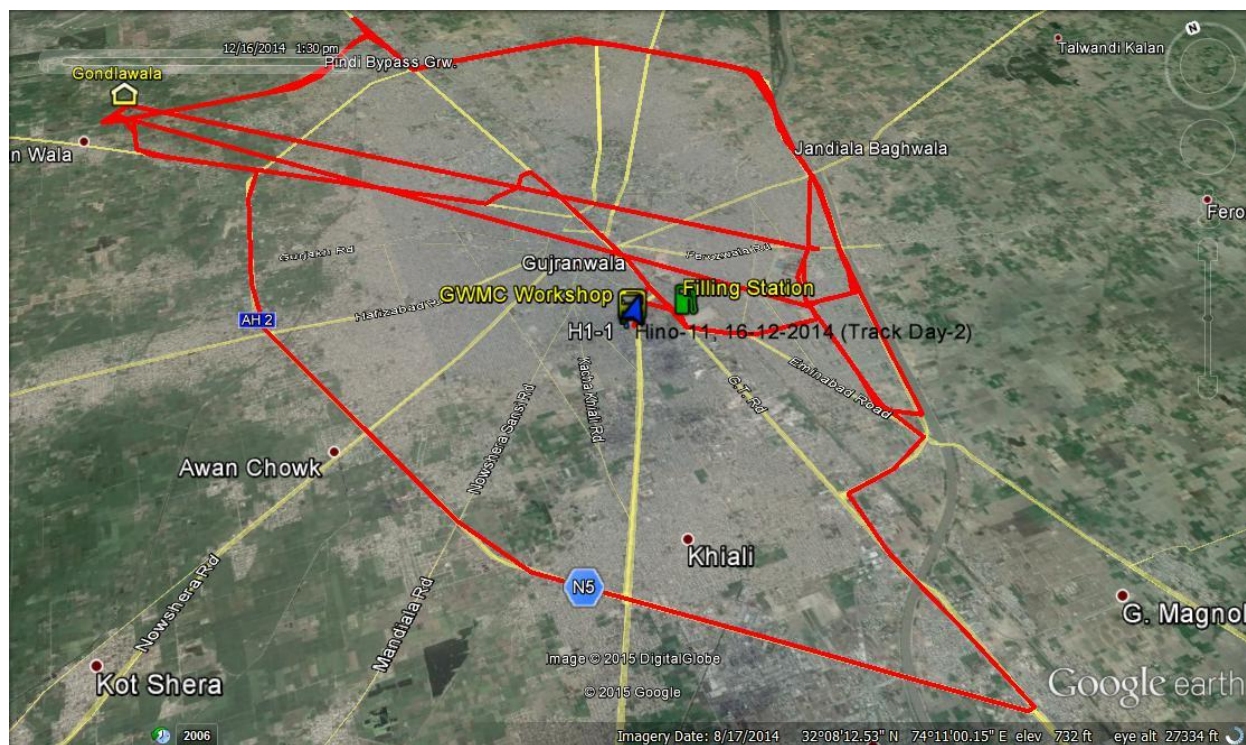 12/16/2014 1:30 pm
Talwandi Kalan
N
Pindi Bypass Grw.
Gondlawala
n Wala
Jandiala Baghwala
Fero
Gurjakh Rd
Ferozwala Rd
Gujranwala
GWMC Workshop
Filling Station
Hafizabad R
AH 2
H1-1
Hino-11, 16-12-2014 (Track Day-2)
Kacha Khiali Rd
G.T. Rd
Eminabad Road
Nowshera Sansi Rd
Awan Chowk
Khiali
N5
G. Magnol
Nowshera Rd
Mandiala Rd
Kot Shera
Image © 2015 DigitalGlobe
© 2015 Google
Google earth
2006
Imagery Date: 8/17/2014 32°08'12.53" N 74°11'00.15" E elev 732 ft eye alt 27334 ft